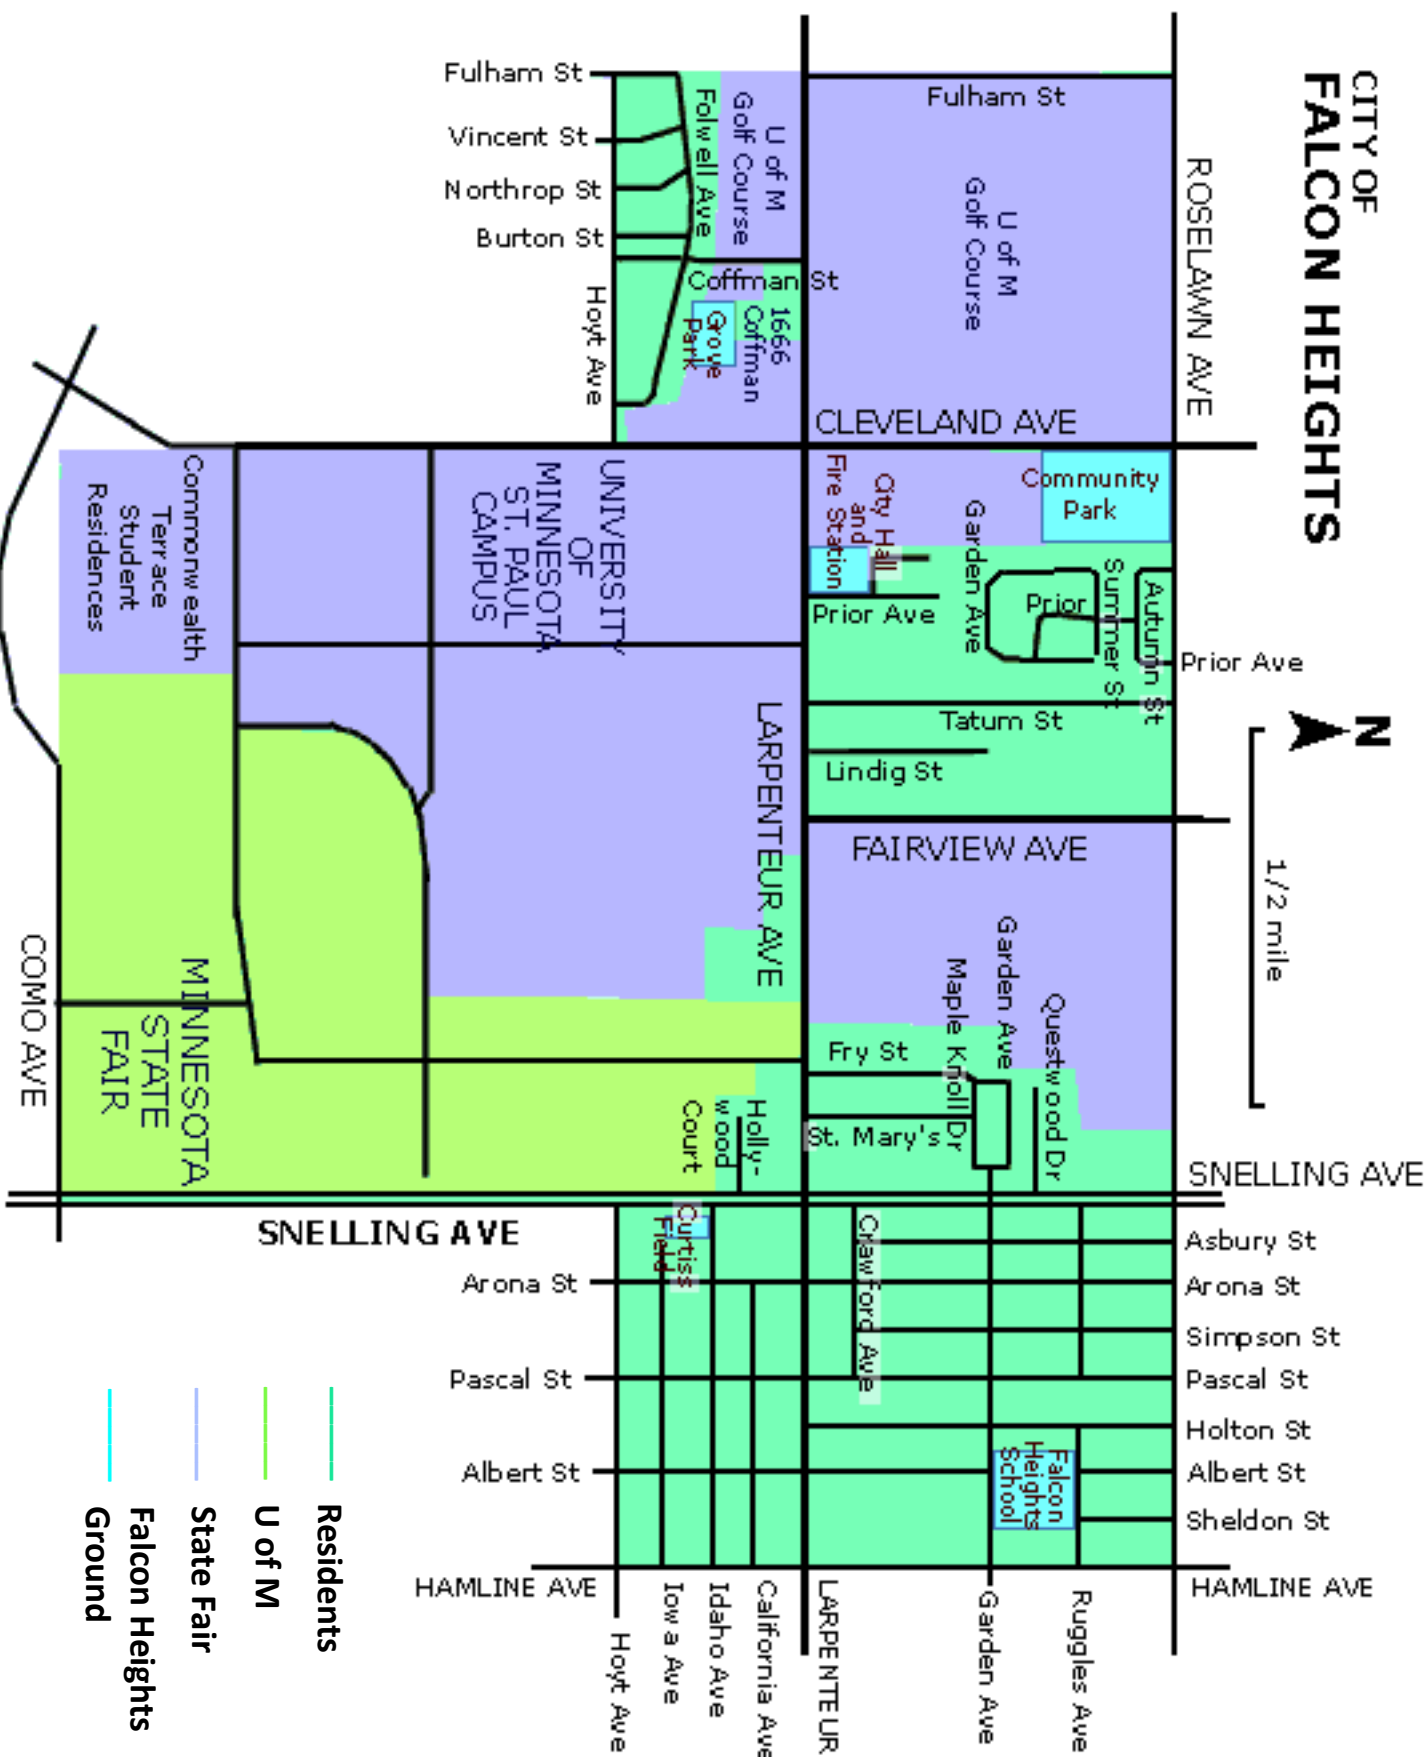 CITY OF
FALCON HEIGHTS
N
1/2 mile
ROSELAWN AVE
Fulham St
U of M
Golf Course
CLEVELAND AVE
Community
Park
City Hall
and
Fire Station
Garden Ave
Prior Ave
Prior
Summer St
Autumn St
Prior Ave
Tatum St
Lindig St
FAIRVIEW AVE
Garden Ave
Maple Knoll Dr
Questwood Dr
Fry St
St. Mary's
SNELLING AVE
Crawford Ave
Asbury St
Arona St
Simpson St
Pascal St
Holton St
Albert St
Sheldon St
Falcon
Heights
School
HAMLINE AVE
Ruggles Ave
Garden Ave
LARPENTEUR
California Ave
Idaho Ave
Iowa Ave
Hoyt Ave
HAMLINE AVE
Fulham St
Vincent St
Northrop St
Burton St
Folwell Ave
U of M
Golf Course
Coffman St
1666
Coffman
Grove
Park
Hoyt Ave
UNIVERSITY
OF
MINNESOTA
ST. PAUL
CAMPUS
Commonwealth
Terrace
Student
Residences
LARPENTEUR AVE
MINNESOTA
STATE
FAIR
COMO AVE
Holly-
wood
Court
SNELLING AVE
Curtiss
Field
Arona St
Pascal St
Albert St
Residents
U of M
State Fair
Falcon Heights
Ground